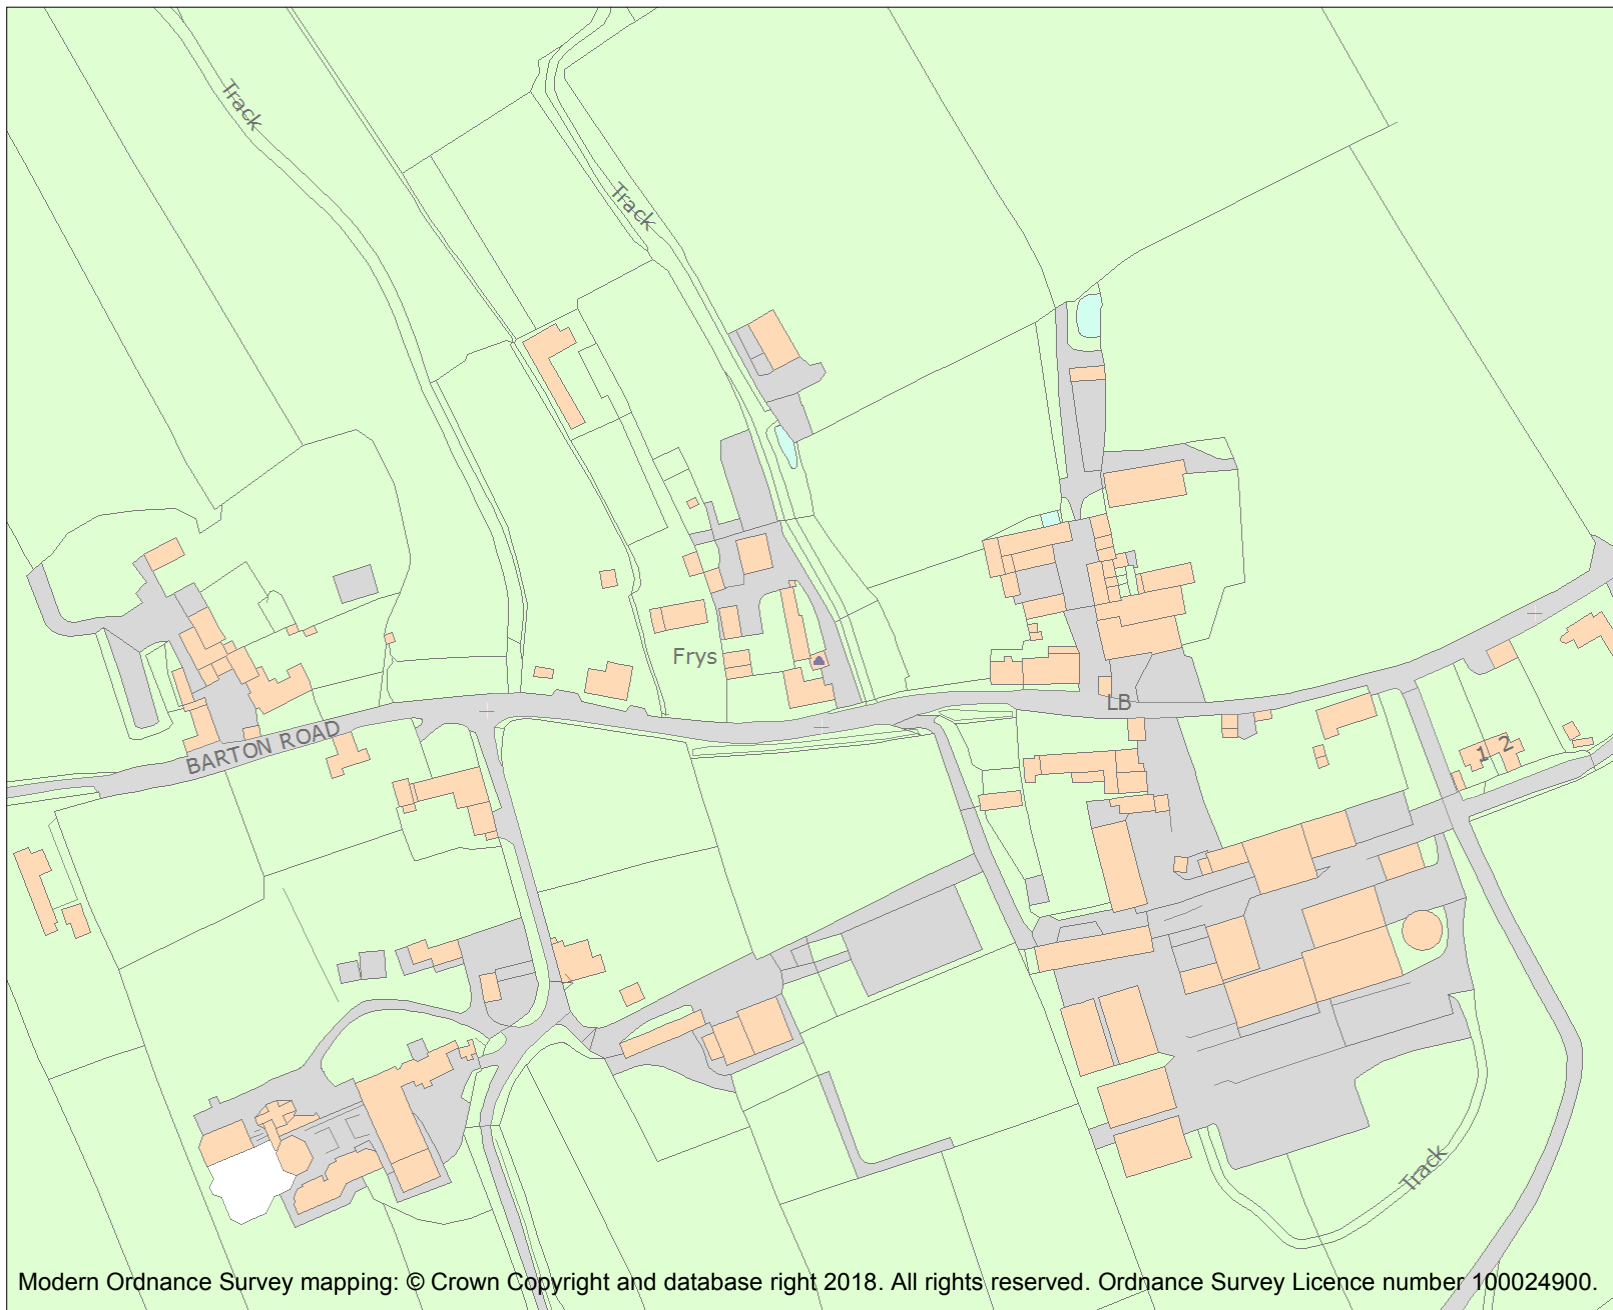 Track
Track
Frys
LB
BARTON ROAD
1 2
Track
Modern Ordnance Survey mapping: © Crown Copyright and database right 2018. All rights reserved. Ordnance Survey Licence number 100024900.